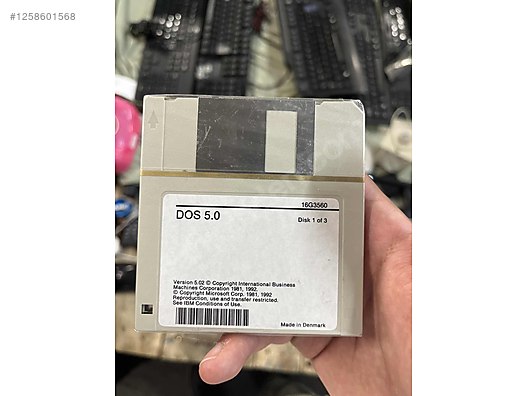 #1258601568
16G3560
DOS 5.0
Disk 1 of 3
Version 5.02 © Copyright International Business
Machines Corporation 1981, 1992.
© Copyright Microsoft Corp. 1981, 1992
Reproduction, use and transfer restricted.
See IBM Conditions of Use.
Made in Denmark